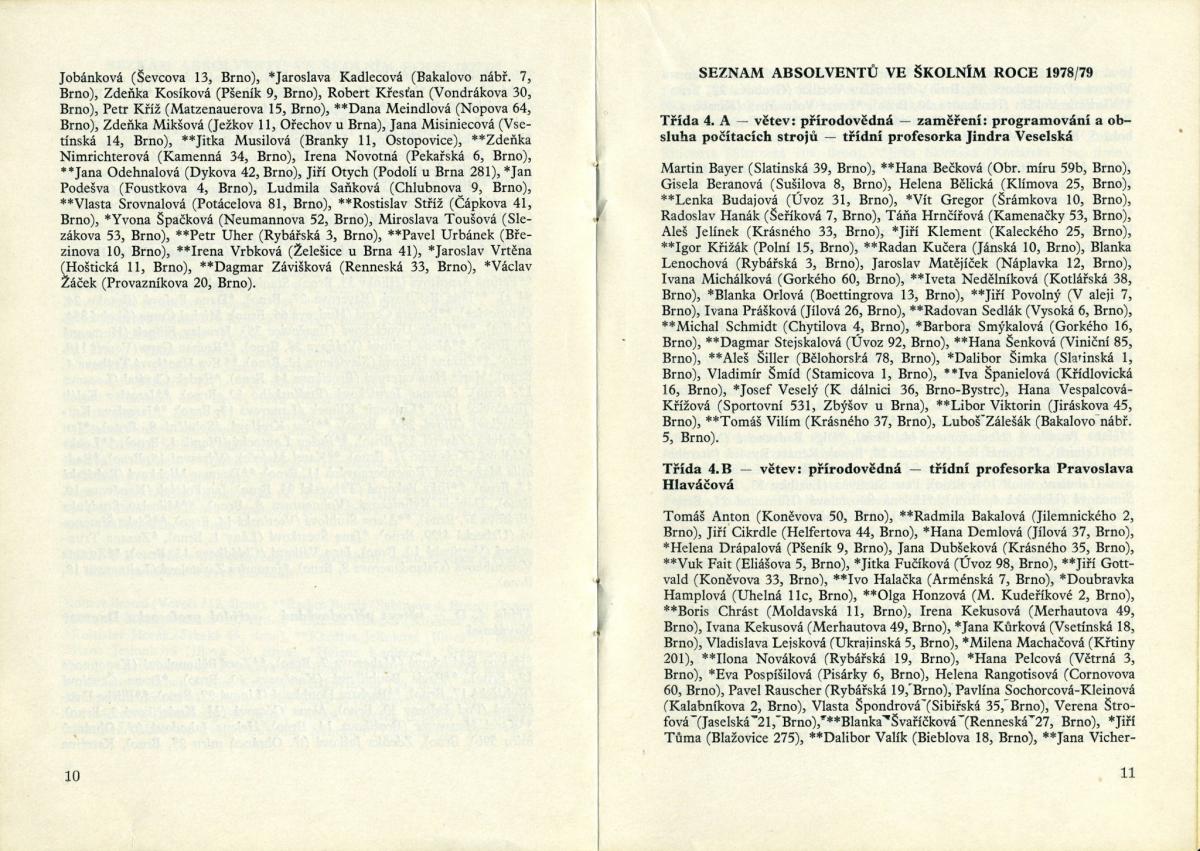 Jobánková (Ševcova 13, Brno), *Jaroslava Kadlecová (Bakalovo nábř. 7,
Brno), Zdeňka Kosíková (Pšeník 9, Brno), Robert Křesťan (Vondrákova 30,
Brno), Petr Kříž (Matzenauerova 15, Brno), **Dana Meindlová (Nopova 64,
Brno), Zdeňka Mikšová (Ježkov 11, Ořechov u Brna), Jana Misiniecová (Vse-
tínská 14, Brno), **Jitka Musilová (Branky 11, Ostopovice), **Zdeňka
Nimrichterová (Kamenná 34, Brno), Irena Novotná (Pekařská 6, Brno),
**Jana Odehnalová (Dykova 42, Brno), Jiří Otych (Podolí u Brna 281), *Jan
Podešva (Foustkova 4, Brno), Ludmila Saňková (Chlubnova 9, Brno),
**Vlasta Srovnalová (Potácelova 81, Brno), **Rostislav Stříž (Čápkova 41,
Brno), *Yvona Špačková (Neumannova 52, Brno), Miroslava Toušová (Sle-
zákova 53, Brno), **Petr Uher (Rybářská 3, Brno), **Pavel Urbánek (Bře-
zinova 10, Brno), **Irena Vrbková (Želešice u Brna 41), *Jaroslav Vrtěna
(Hoštická 11, Brno), **Dagmar Závišková (Renneská 33, Brno), *Václav
Žáček (Provazníkova 20, Brno).
10
SEZNAM ABSOLVENTŮ VE ŠKOLNÍM ROCE 1978/79
Třída 4. A — větev: přírodovědná — zaměření: programování a ob-
sluha počítacích strojů — třídní profesorka Jindra Veselská
Martin Bayer (Slatinská 39, Brno), **Hana Bečková (Obr. míru 59b, Brno),
Gisela Beranová (Sušilova 8, Brno), Helena Bělická (Klímova 25, Brno),
**Lenka Budajová (Úvoz 31, Brno), *Vít Gregor (Šrámkova 10, Brno),
Radoslav Hanák (Šeříková 7, Brno), Táňa Hrnčířová (Kamenačky 53, Brno),
Aleš Jelínek (Krásného 33, Brno), *Jiří Klement (Kaleckého 25, Brno),
**Igor Křižák (Polní 15, Brno), **Radan Kučera (Jánská 10, Brno), Blanka
Lenochová (Rybářská 3, Brno), Jaroslav Matějíček (Náplavka 12, Brno),
Ivana Michálková (Gorkého 60, Brno), **Iveta Nedělníková (Kotlářská 38,
Brno), *Blanka Orlová (Boettingrova 13, Brno), **Jiří Povolný (V aleji 7,
Brno), Ivana Prášková (Jílová 26, Brno), **Radovan Sedlák (Vysoká 6, Brno),
**Michal Schmidt (Chytilova 4, Brno), *Barbora Smýkalová (Gorkého 16,
Brno), **Dagmar Stejskalová (Úvoz 92, Brno), **Hana Šenková (Viniční 85,
Brno), **Aleš Šiller (Bělohorská 78, Brno), *Dalibor Šimka (Slatinská 1,
Brno), Vladimír Šmíd (Stamicova 1, Brno), **Iva Španielová (Křídlovická
16, Brno), *Josef Veselý (K dálnici 36, Brno-Bystrc), Hana Vespalcová-
Křížová (Sportovní 531, Zbýšov u Brna), **Libor Viktorin (Jiráskova 45,
Brno), **Tomáš Vilím (Krásného 37, Brno), Luboš Zálešák (Bakalovo nábř.
5, Brno).
Třída 4.B — větev: přírodovědná — třídní profesorka Pravoslava
Hlaváčová
Tomáš Anton (Koněvova 50, Brno), **Radmila Bakalová (Jilemnického 2,
Brno), Jiří Cikrdle (Helfertova 44, Brno), *Hana Demlová (Jílová 37, Brno),
*Helena Drápalová (Pšeník 9, Brno), Jana Dubšeková (Krásného 35, Brno),
**Vuk Fait (Eliášova 5, Brno), *Jitka Fučíková (Úvoz 98, Brno), **Jiří Gott-
vald (Koněvova 33, Brno), **Ivo Halačka (Arménská 7, Brno), *Doubravka
Hamplová (Uhelná 11c, Brno), **Olga Honzová (M. Kudeříkové 2, Brno),
**Boris Chrást (Moldavská 11, Brno), Irena Kekusová (Merhautova 49,
Brno), Ivana Kekusová (Merhautova 49, Brno), *Jana Kůrková (Vsetínská 18,
Brno), Vladislava Lejsková (Ukrajinská 5, Brno), *Milena Machačová (Křtiny
201), **Ilona Nováková (Rybářská 19, Brno), *Hana Pelcová (Větrná 3,
Brno), *Eva Pospíšilová (Pisárky 6, Brno), Helena Rangotisová (Cornovova
60, Brno), Pavel Rauscher (Rybářská 19, Brno), Pavlína Sochorcová-Kleinová
(Kalabníkova 2, Brno), Vlasta Špondrová (Sibiřská 35, Brno), Verena Štro-
fová (Jaselská 21, Brno), **Blanka Švaříčková (Renneská 27, Brno), *Jiří
Tůma (Blažovice 275), **Dalibor Valík (Bieblova 18, Brno), **Jana Vicher-
11